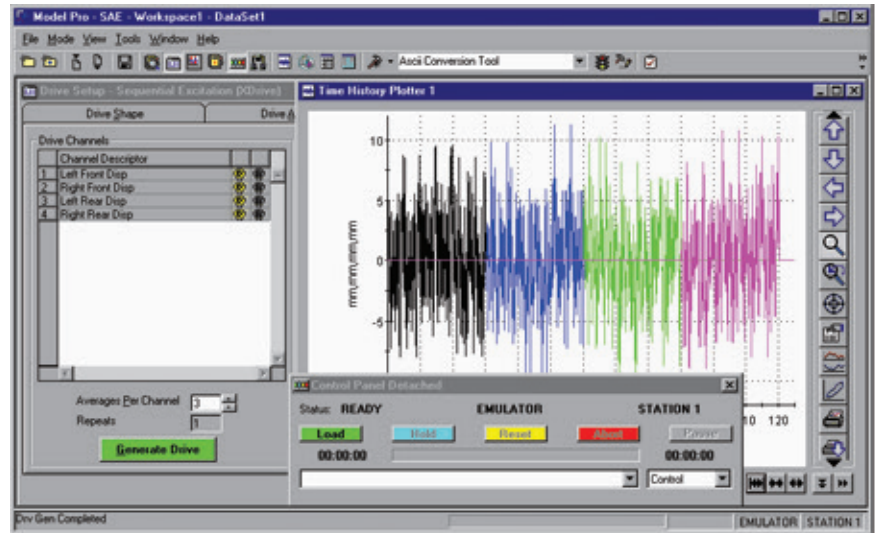 Model Pro - SAE - Workspace1 - DataSet1
File Mode View Tools Window Help
Ascii Conversion Tool
Drive Setup - Sequential Excitation (XDrive)
Drive Shape
Drive A
Drive Channels
Channel Descriptor
1 Left Front Disp
2 Right Front Disp
3 Left Rear Disp
4 Right Rear Disp
Averages Per Channel 3
Repeats 1
Generate Drive
Time History Plotter 1
10
5
0
-5
mm,mm,mm,mm
10 120
Control Panel Detached
Status: READY EMULATOR STATION 1
Load Hold Reset Abort Pause
00:00:00 00:00:00
Control
Drv Gen Completed
EMULATOR STATION 1